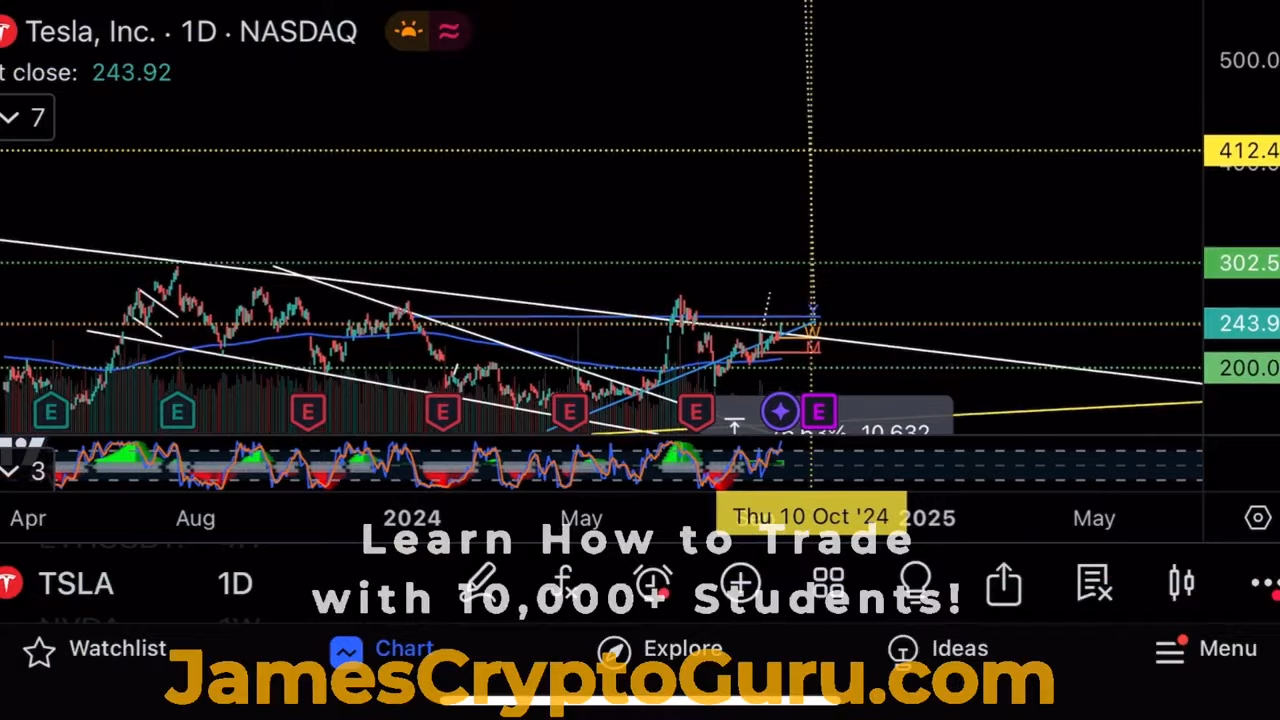 Tesla, Inc. · 1D · NASDAQ
t close: 243.92
7
500.0
412.4
302.5
243.9
200.0
E E E E E E E
10,632
3
Apr Aug 2024 May Thu 10 Oct '24 2025 May
Learn How to Trade
TSLA 1D
with 10,000+ Students!
Watchlist Chart Explore Ideas Menu
JamesCryptoGuru.com